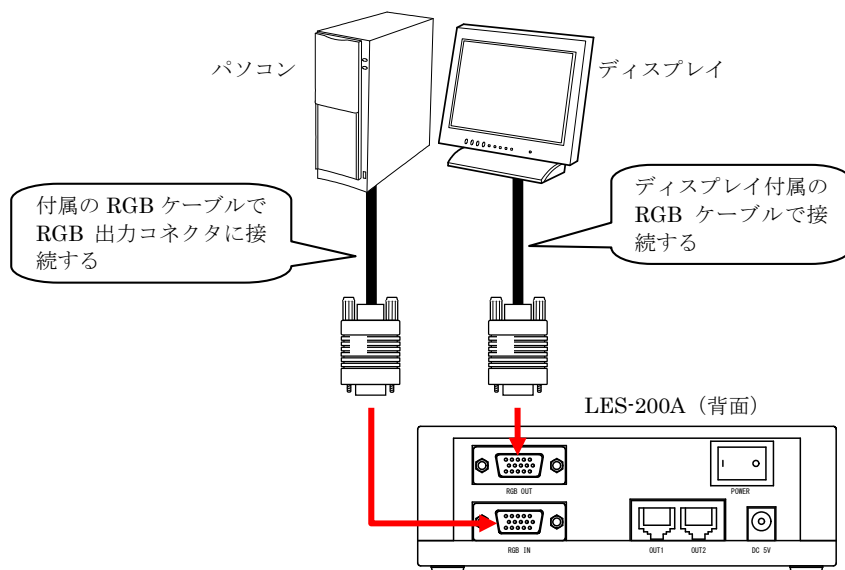 パソコン
ディスプレイ
付属の RGB ケーブルで
RGB 出力コネクタに接
続する
ディスプレイ付属の
RGB ケーブルで接
続する
LES-200A（背面）
RGB OUT
POWER
RGB IN
OUT1
OUT2
DC 5V